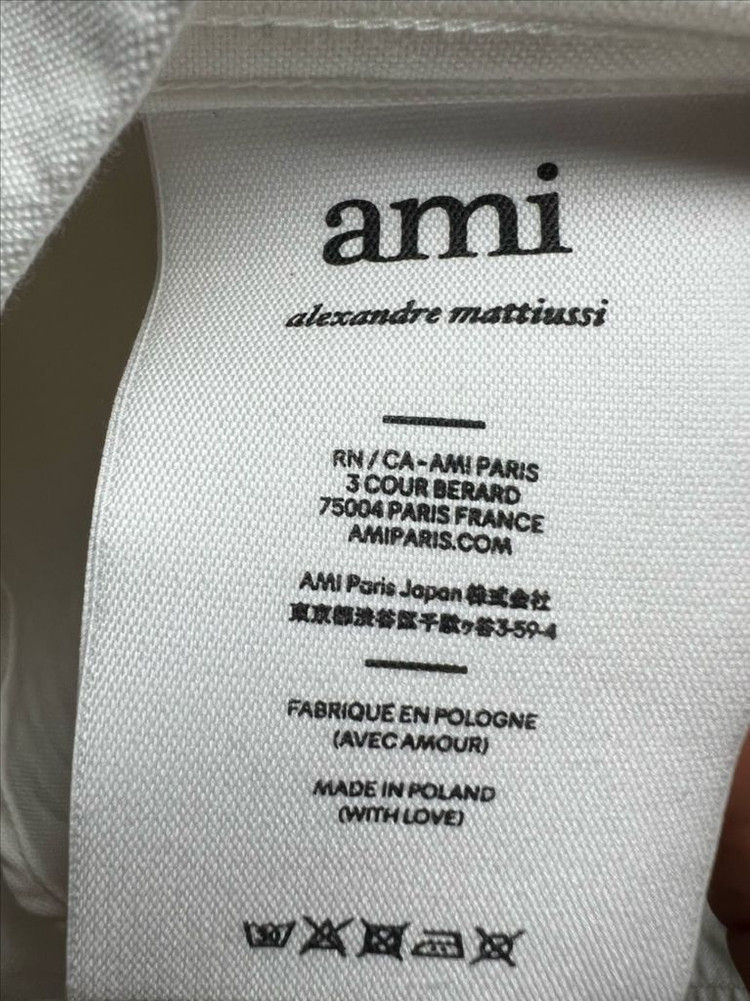 ami
alexandre mattiussi
RN / CA - AMI PARIS
3 COUR BERARD
75004 PARIS FRANCE
AMIPARIS.COM
AMI Paris Japan 株式会社
東京都渋谷区千駄ヶ谷3-59-4
FABRIQUÉ EN POLOGNE
(AVEC AMOUR)
MADE IN POLAND
(WITH LOVE)
30